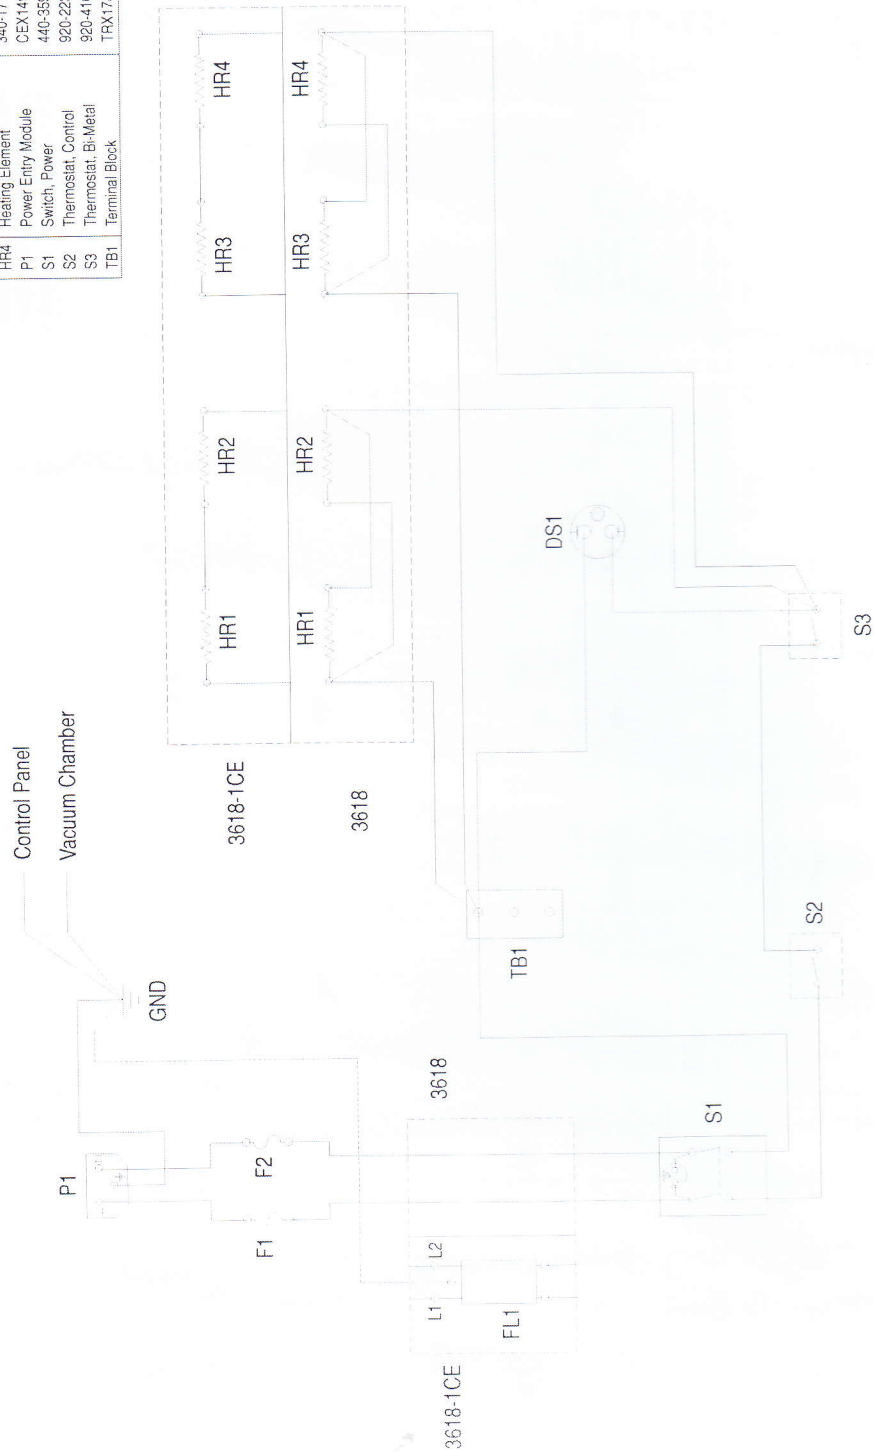 HR4 Heating Element
P1 Power Entry Module
S1 Switch, Power
S2 Thermostat, Control
S3 Thermostat, Bi-Metal
TB1 Terminal Block
Control Panel
Vacuum Chamber
GND
P1
F1
F2
3618
3618-1CE
L1
L2
FL1
S1
TB1
S2
S3
DS1
3618-1CE
3618
HR1
HR2
HR3
HR4
HR1
HR2
HR3
HR4